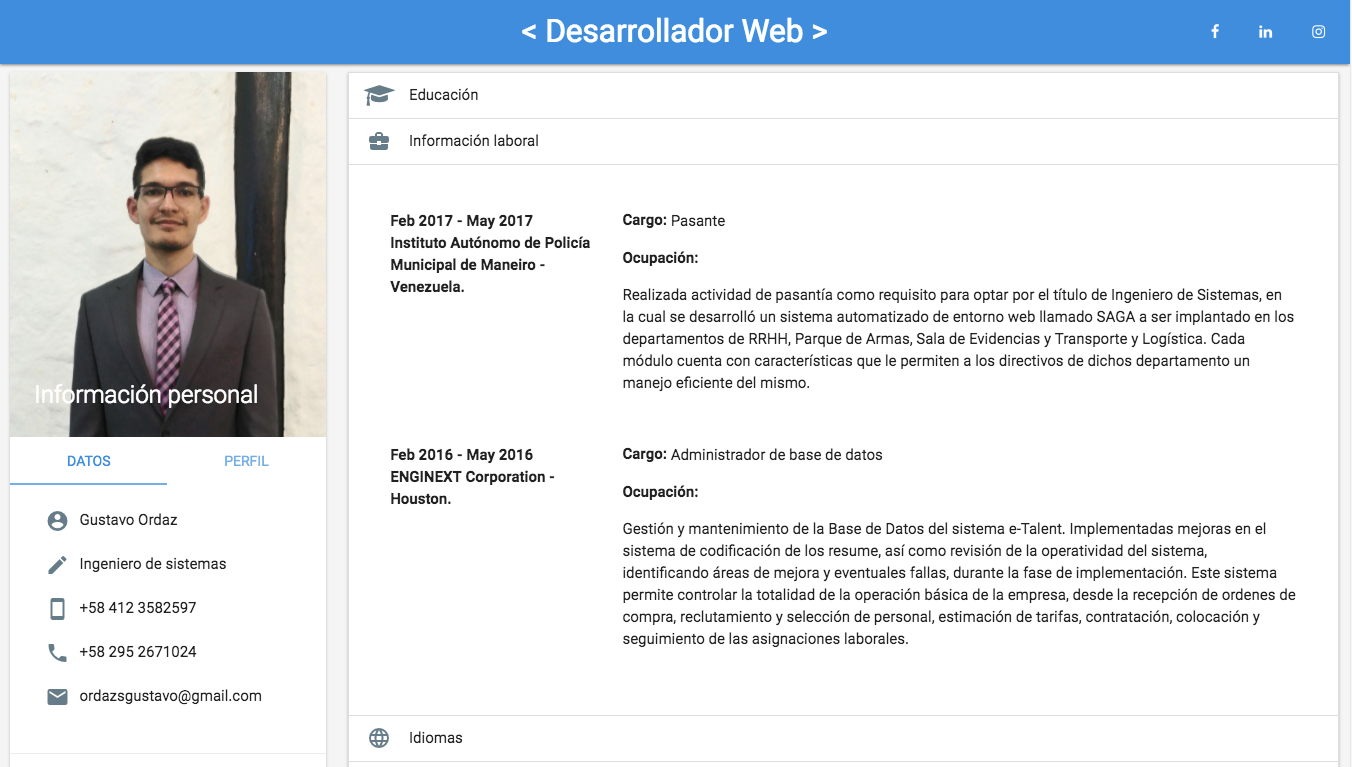 < Desarrollador Web >
Información personal
DATOS PERFIL
Gustavo Ordaz
Ingeniero de sistemas
+58 412 3582597
+58 295 2671024
ordazsgustavo@gmail.com
Educación
Información laboral
Feb 2017 - May 2017
Instituto Autónomo de Policía
Municipal de Maneiro -
Venezuela.
Cargo: Pasante
Ocupación:
Realizada actividad de pasantía como requisito para optar por el título de Ingeniero de Sistemas, en
la cual se desarrolló un sistema automatizado de entorno web llamado SAGA a ser implantado en los
departamentos de RRHH, Parque de Armas, Sala de Evidencias y Transporte y Logística. Cada
módulo cuenta con características que le permiten a los directivos de dichos departamento un
manejo eficiente del mismo.
Feb 2016 - May 2016
ENGINEXT Corporation -
Houston.
Cargo: Administrador de base de datos
Ocupación:
Gestión y mantenimiento de la Base de Datos del sistema e-Talent. Implementadas mejoras en el
sistema de codificación de los resume, así como revisión de la operatividad del sistema,
identificando áreas de mejora y eventuales fallas, durante la fase de implementación. Este sistema
permite controlar la totalidad de la operación básica de la empresa, desde la recepción de ordenes de
compra, reclutamiento y selección de personal, estimación de tarifas, contratación, colocación y
seguimiento de las asignaciones laborales.
Idiomas